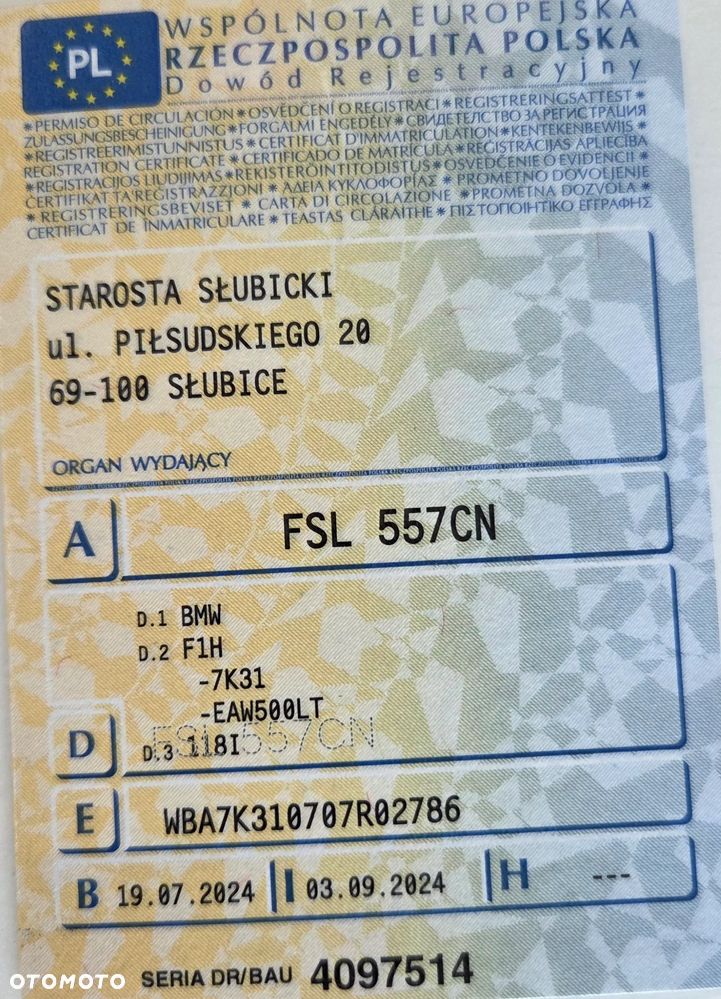 PL
WSPÓLNOTA EUROPEJSKA
RZECZPOSPOLITA POLSKA
Dowód Rejestracyjny
*PERMISO DE CIRCULACIÓN*OSVĚDČENÍ O REGISTRACI*REGISTRERINGSATTEST*
ZULASSUNGSBESCHEINIGUNG*FORGALMI ENGEDÉLY*СВИДЕТЕЛСТВО ЗА РЕГИСТРАЦИЯ
*REGISTREERIMISTUNNISTUS*CERTIFICAT D'IMMATRICULATION*KENTEKENBEWIJS*
REGISTRATION CERTIFICATE*CERTIFICADO DE MATRÍCULA*REĢISTRĀCIJAS APLIECĪBA
*REGISTRACIJOS LIUDIJIMAS*REKISTERÖINTITODISTUS*OSVEDČENIE O EVIDENCII*
ĊERTIFIKAT TA'REĠISTRAZZJONI*ΑΔΕΙΑ ΚΥΚΛΟΦΟΡΙΑΣ*PROMETNO DOVOLJENJE
*REGISTRERINGSBEVISET*CARTA DI CIRCOLAZIONE*PROMETNA DOZVOLA*
CERTIFICAT DE ÎNMATRICULARE*TEASTAS CLÁRAITHE*ΠΙΣΤΟΠΟΙΗΤΙΚΟ ΕΓΓΡΑΦΗΣ
STAROSTA SŁUBICKI
ul. PIŁSUDSKIEGO 20
69-100 SŁUBICE
ORGAN WYDAJĄCY
A FSL 557CN
D.1 BMW
D.2 F1H
-7K31
-EAW500LT
D D.3 118I
FSL 557CN
E WBA7K310707R02786
B 19.07.2024 I 03.09.2024 H ---
OTOMOTO SERIA DR/BAU 4097514